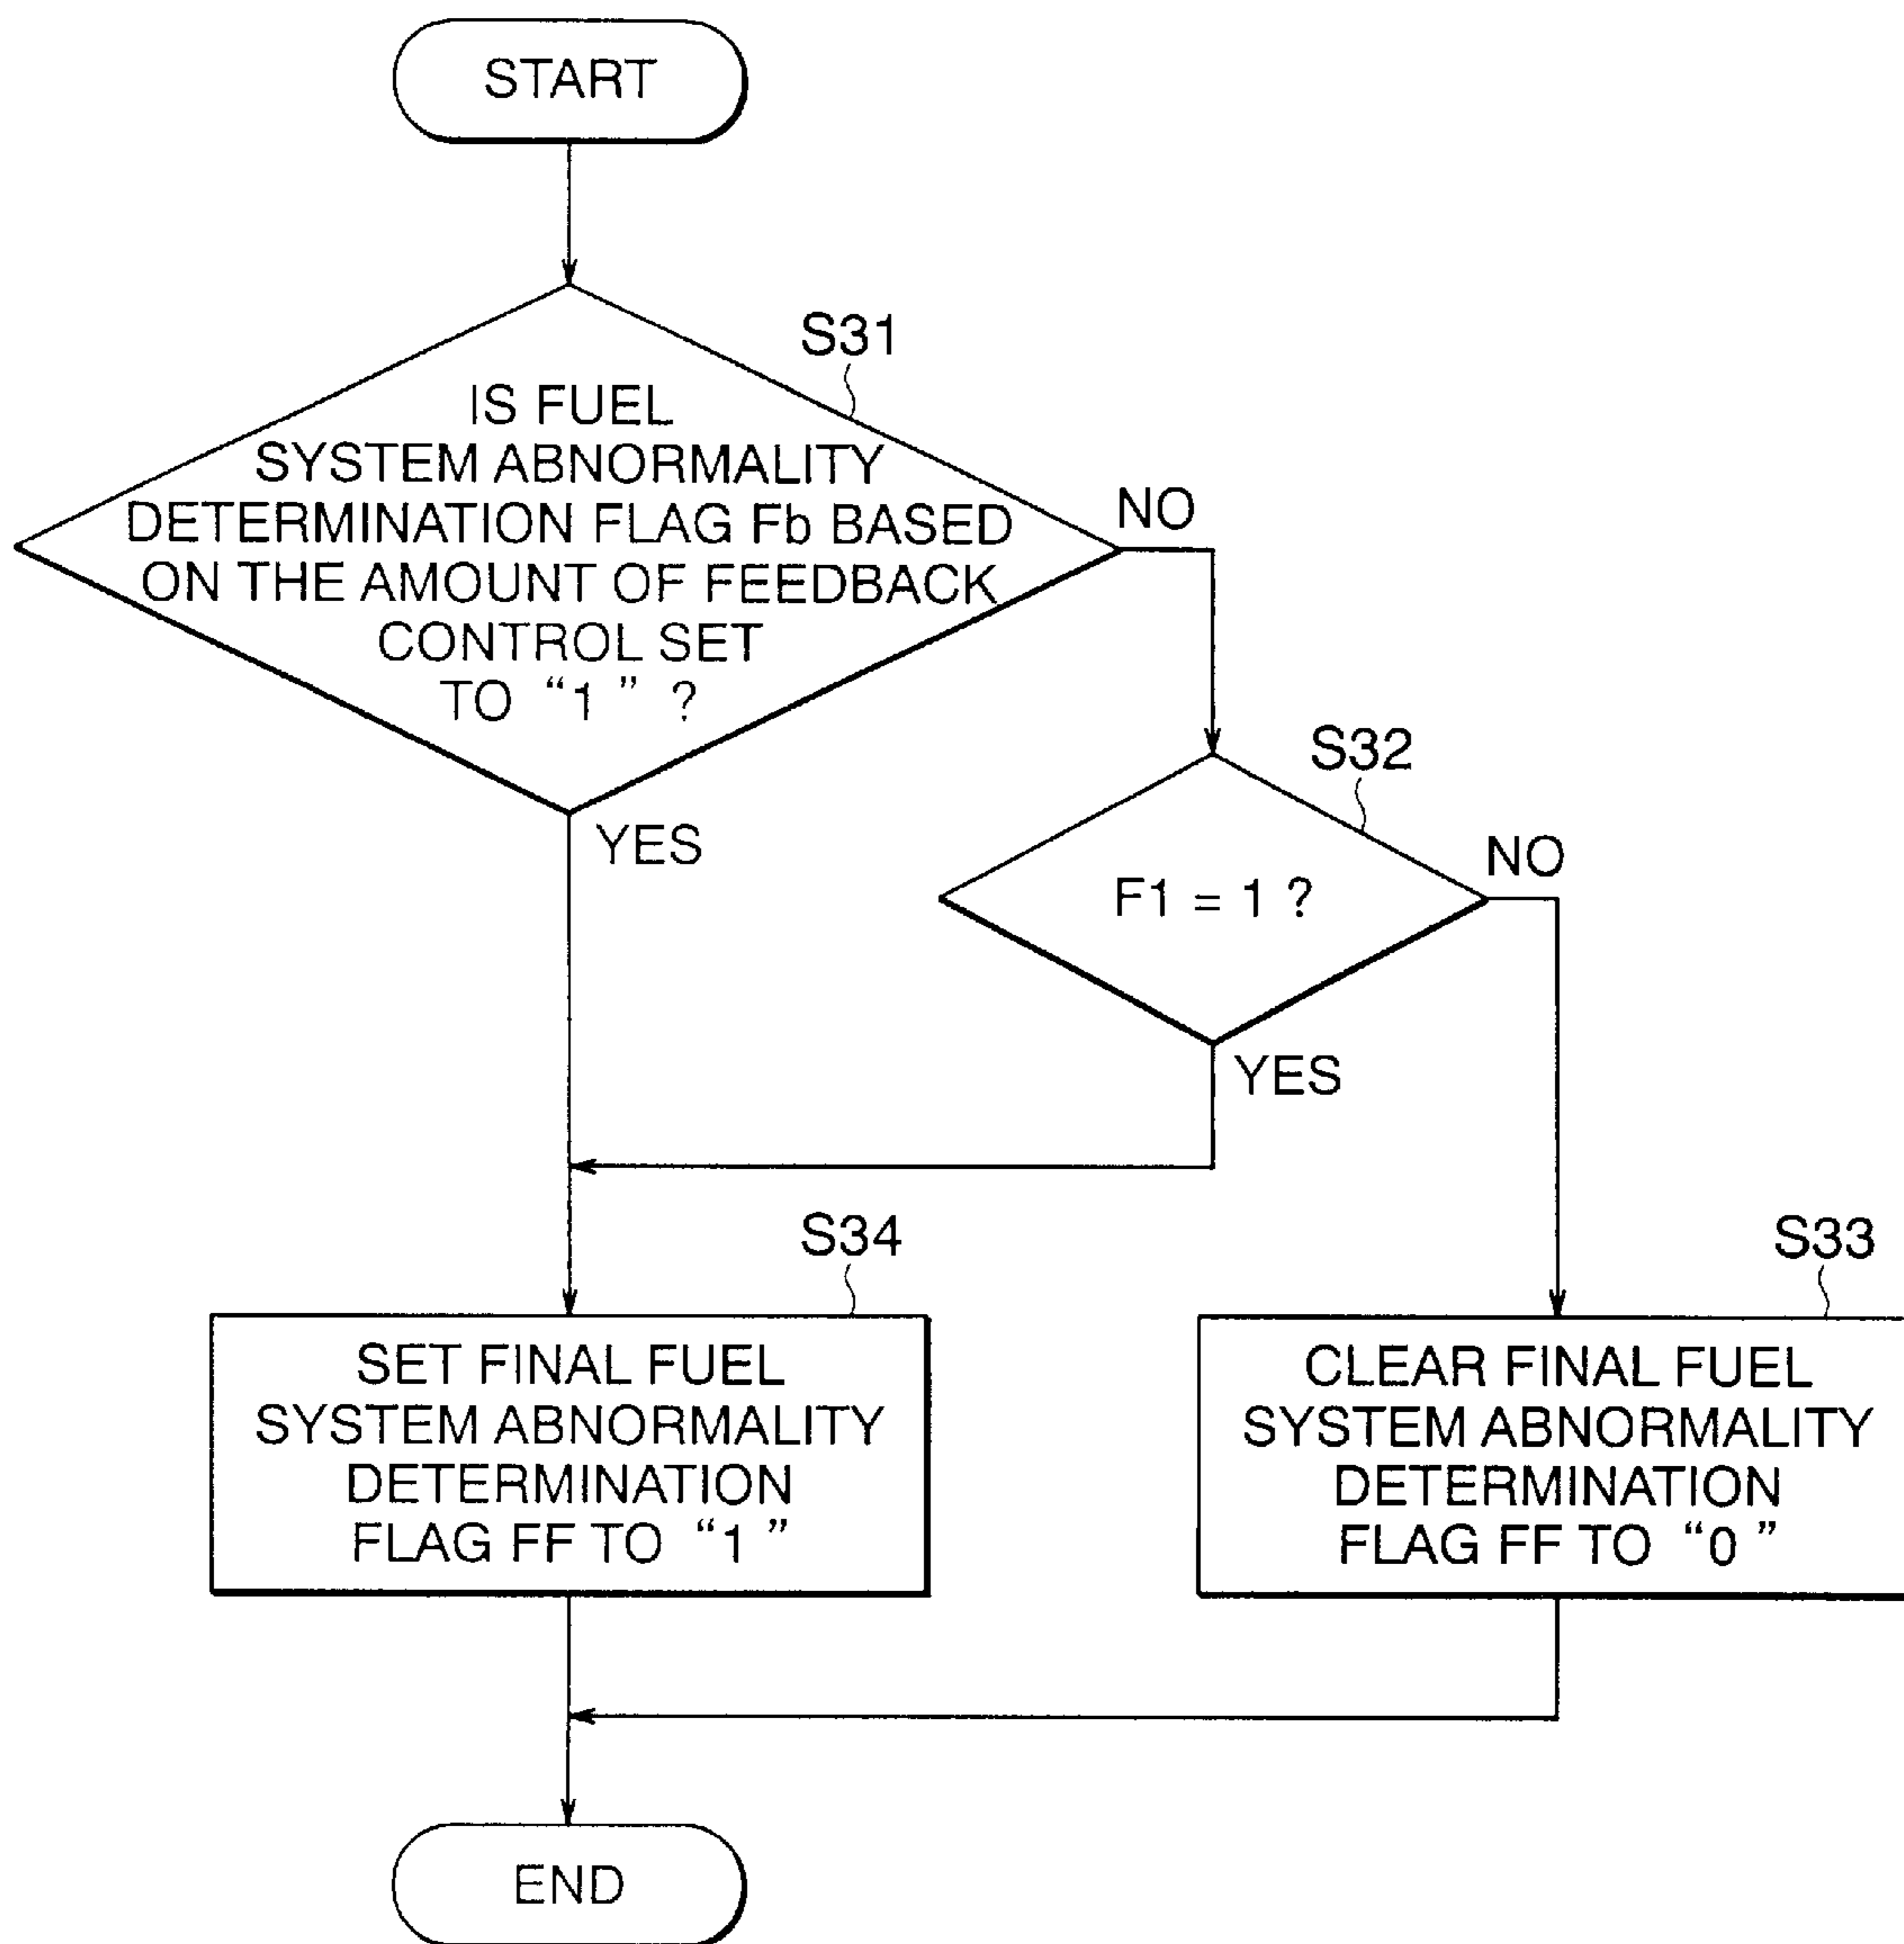 START
S31
IS FUEL
SYSTEM ABNORMALITY
DETERMINATION FLAG Fb BASED
ON THE AMOUNT OF FEEDBACK
CONTROL SET
TO “1” ?
NO
YES
S32
F1 = 1 ?
NO
YES
S34
SET FINAL FUEL
SYSTEM ABNORMALITY
DETERMINATION
FLAG FF TO “1”
S33
CLEAR FINAL FUEL
SYSTEM ABNORMALITY
DETERMINATION
FLAG FF TO “0”
END